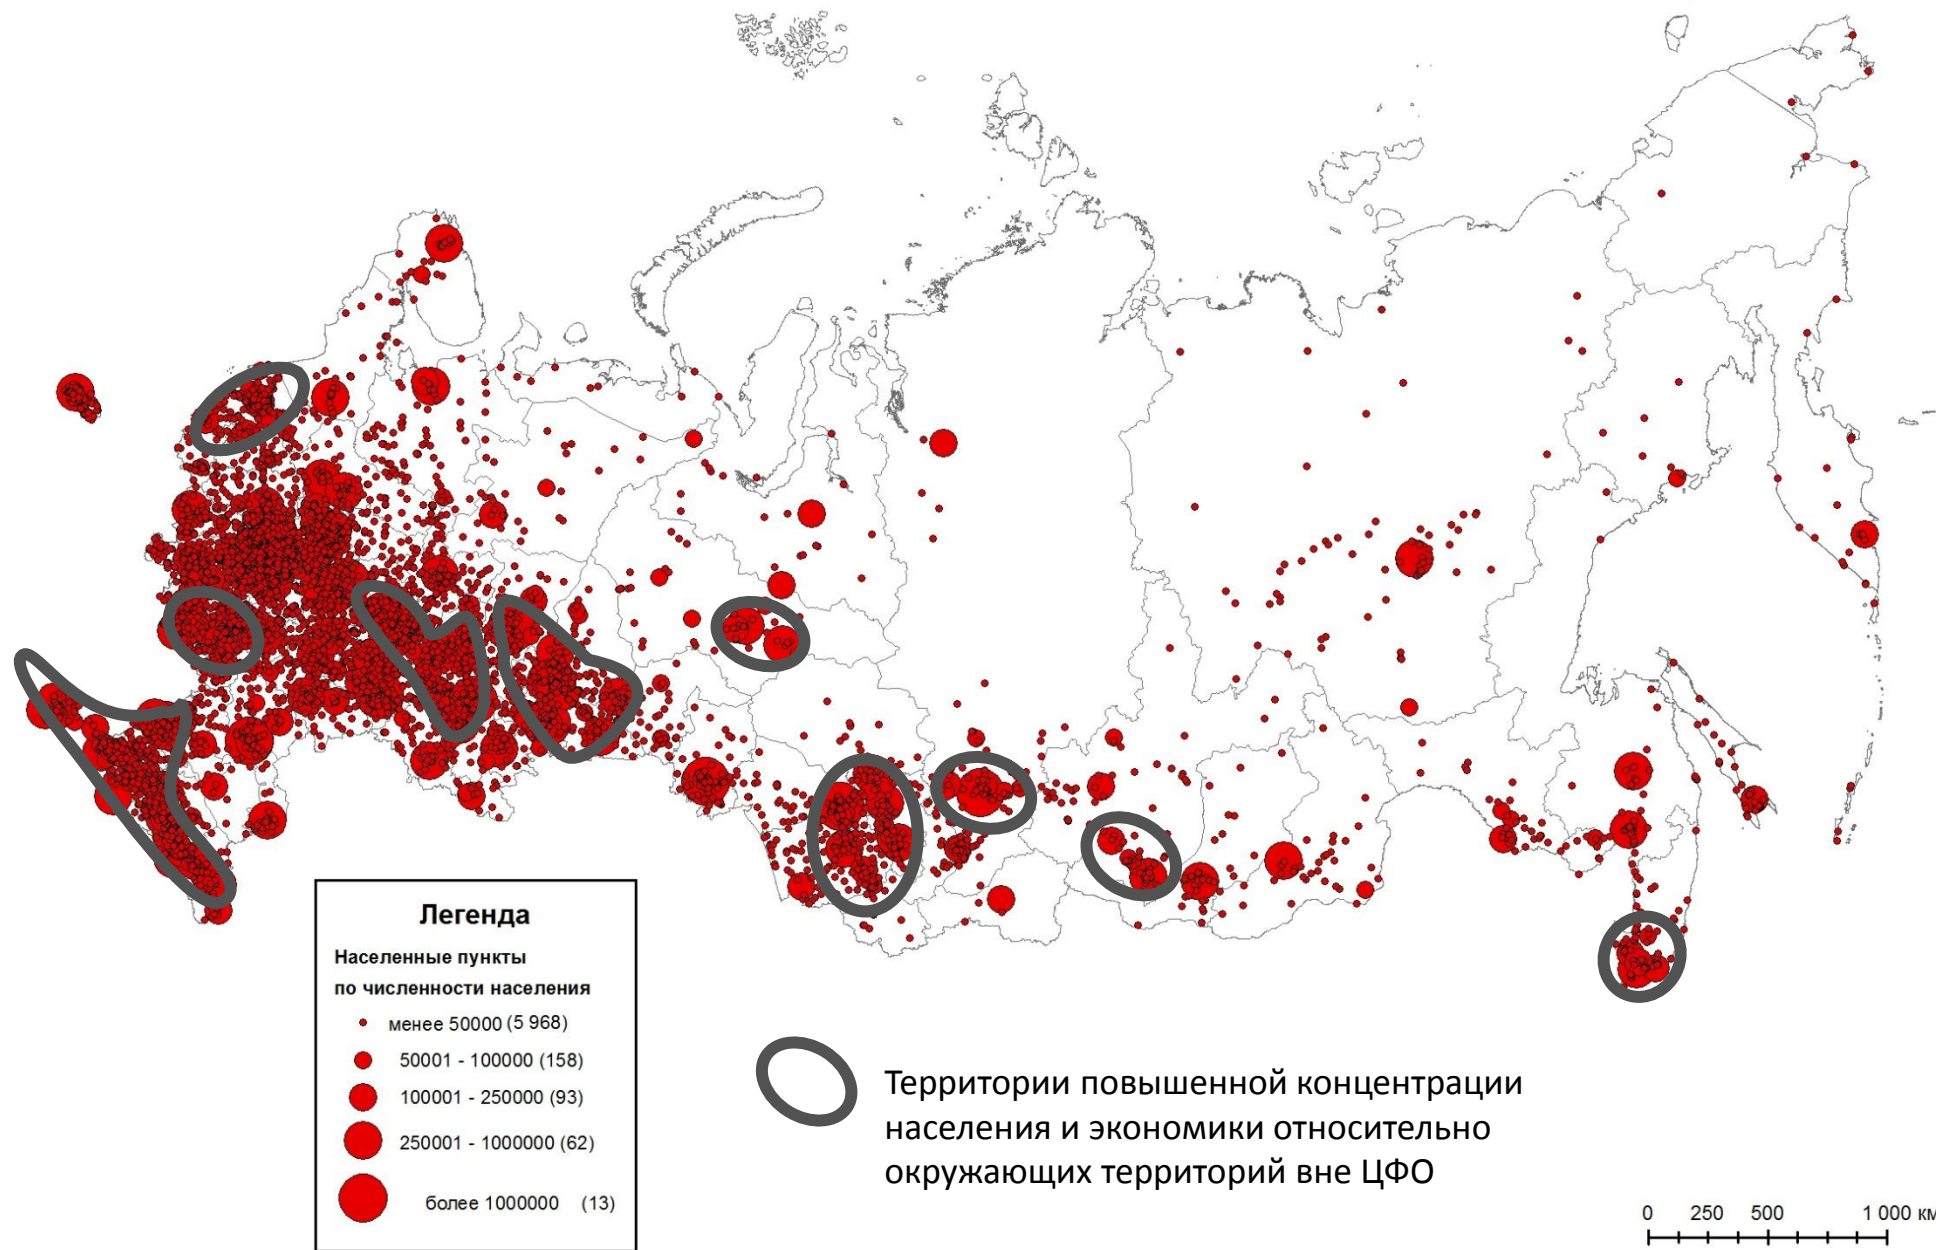 Легенда
Населенные пункты
по численности населения
менее 50000 (5 968)
50001 - 100000 (158)
100001 - 250000 (93)
250001 - 1000000 (62)
более 1000000 (13)
Территории повышенной концентрации
населения и экономики относительно
окружающих территорий вне ЦФО
0 250 500 1 000 км